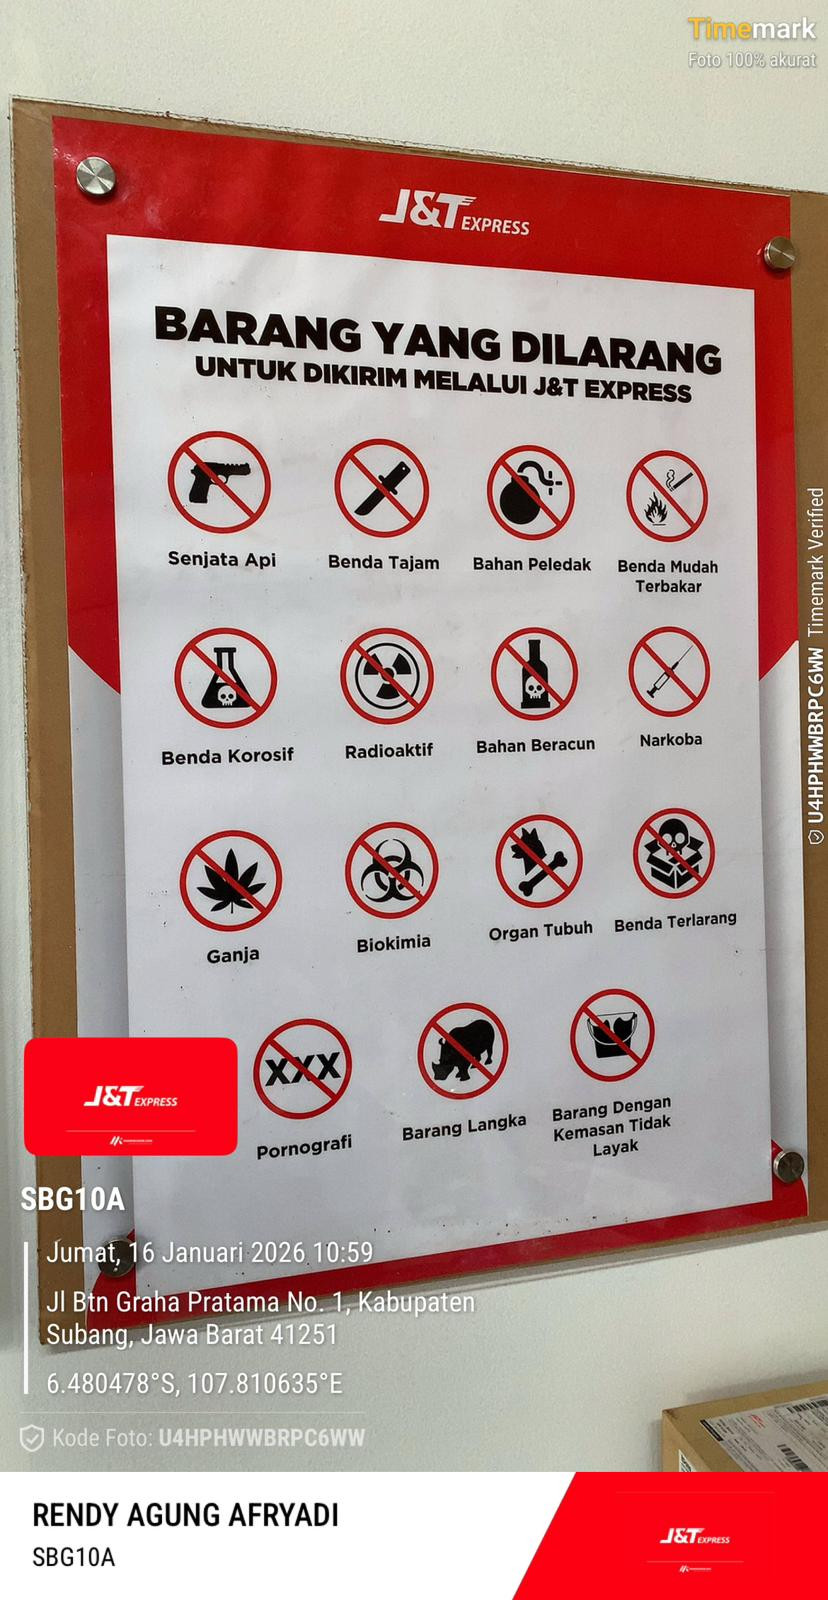 Timemark
Foto 100% akurat
J&T EXPRESS
BARANG YANG DILARANG
UNTUK DIKIRIM MELALUI J&T EXPRESS
Senjata Api
Benda Tajam
Bahan Peledak
Benda Mudah
Terbakar
Benda Korosif
Radioaktif
Bahan Beracun
Narkoba
Ganja
Biokimia
Organ Tubuh
Benda Terlarang
XXX
Pornografi
Barang Langka
Barang Dengan
Kemasan Tidak
Layak
U4HPHWWBRPC6WW Timemark Verified
J&T EXPRESS
SBG10A
Jumat, 16 Januari 2026 10:59
Jl Btn Graha Pratama No. 1, Kabupaten
Subang, Jawa Barat 41251
6.480478°S, 107.810635°E
Kode Foto: U4HPHWWBRPC6WW
RENDY AGUNG AFRYADI
SBG10A
J&T EXPRESS